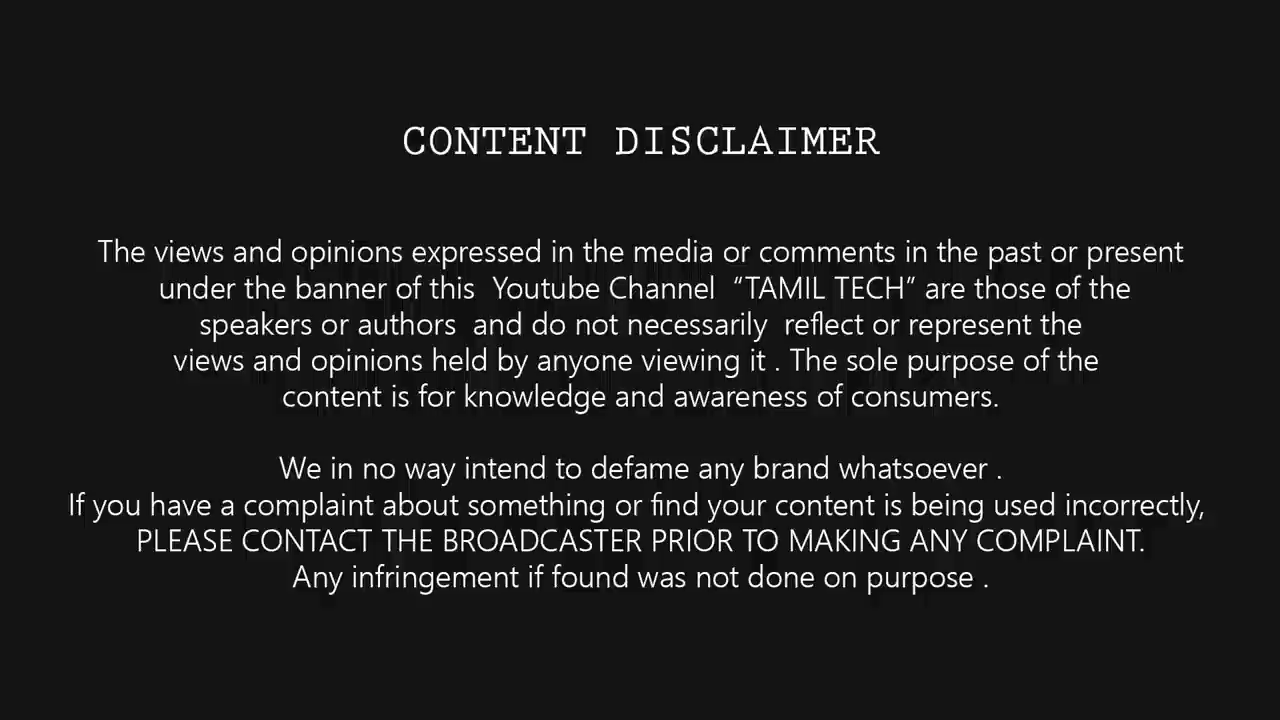 CONTENT DISCLAIMER
The views and opinions expressed in the media or comments in the past or present
under the banner of this  Youtube Channel  “TAMIL TECH” are those of the
speakers or authors  and do not necessarily  reflect or represent the
views and opinions held by anyone viewing it . The sole purpose of the
content is for knowledge and awareness of consumers.
We in no way intend to defame any brand whatsoever .
If you have a complaint about something or find your content is being used incorrectly,
PLEASE CONTACT THE BROADCASTER PRIOR TO MAKING ANY COMPLAINT.
Any infringement if found was not done on purpose .